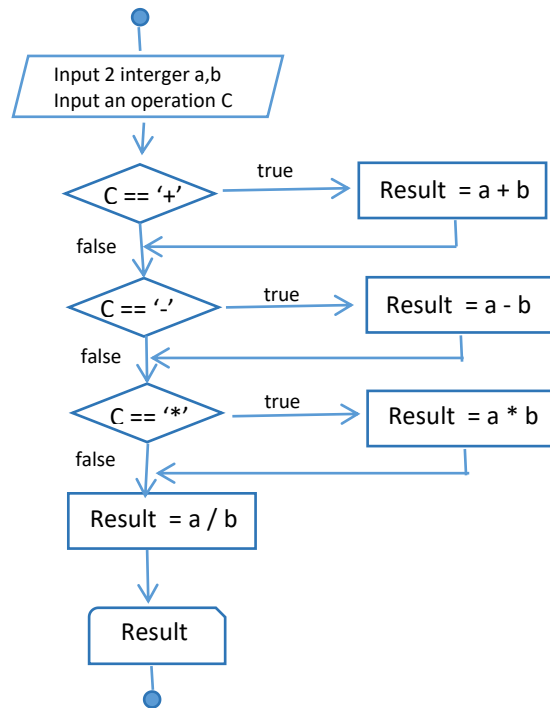 Input 2 interger a,b
Input an operation C
C == ‘+’
true
Result = a + b
false
C == ‘-’
true
Result = a - b
false
C == ‘*’
true
Result = a * b
false
Result = a / b
Result